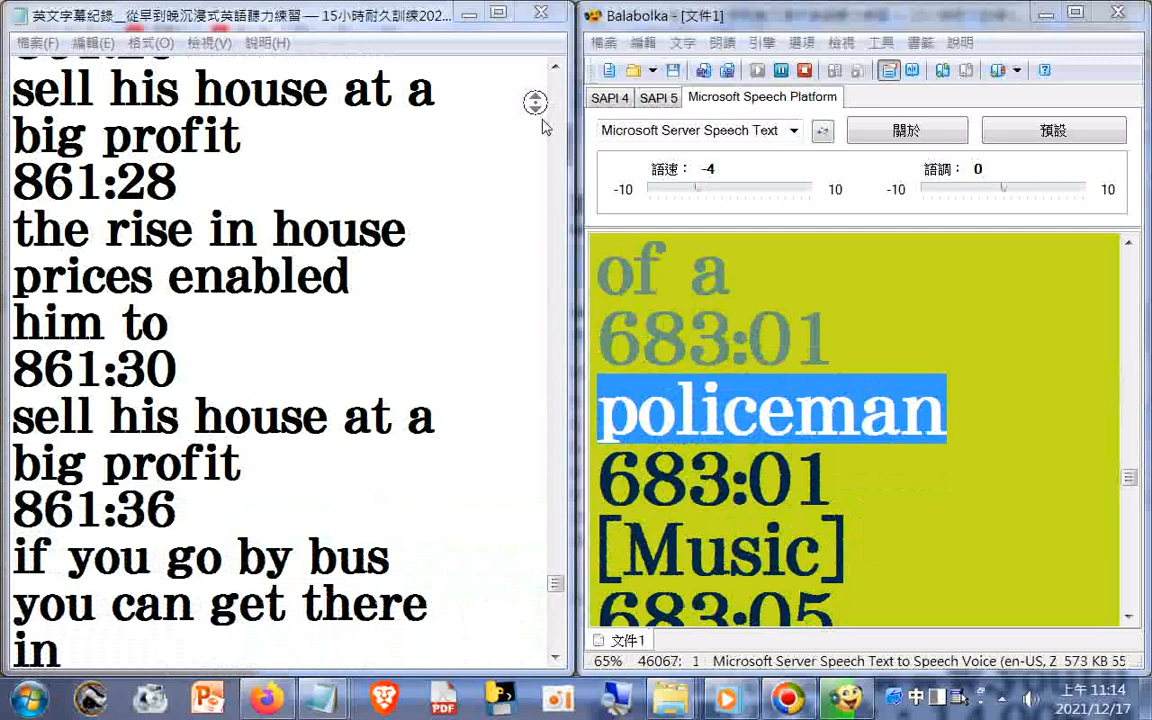 英文字幕紀錄__從早到晚沉浸式英語聽力練習 — 15小時耐久訓練202...
檔案(F) 編輯(E) 格式(O) 檢視(V) 說明(H)
sell his house at a
big profit
861:28
the rise in house
prices enabled
him to
861:30
sell his house at a
big profit
861:36
if you go by bus
you can get there
in
Balabolka - [文件1]
檔案 編輯 文字 朗讀 引擎 選項 檢視 工具 書籤 說明
SAPI 4 SAPI 5 Microsoft Speech Platform
Microsoft Server Speech Text 關於 預設
語速： -4 語調： 0
-10 10 -10 10
of a
683:01
policeman
683:01
[Music]
683:05
文件1
65% 46067: 1 Microsoft Server Speech Text to Speech Voice (en-US, Z 573 KB 55
PDF
中
上午 11:14
2021/12/17